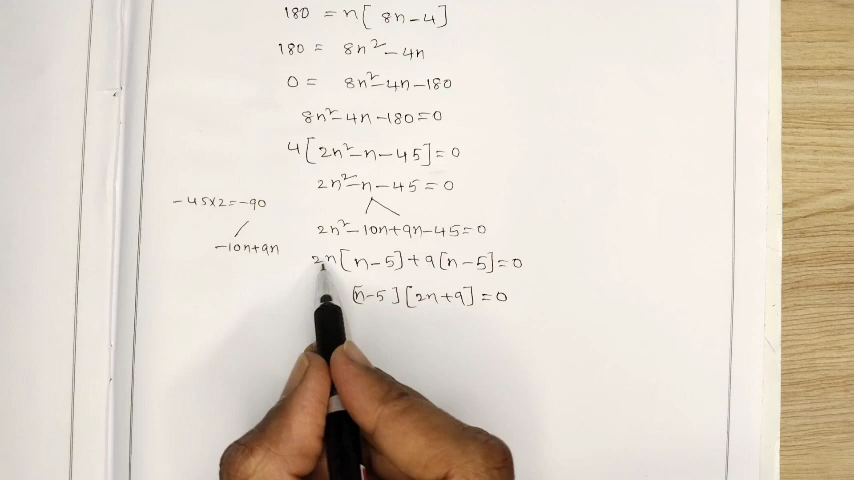 180 = n[8n-4]
180 = 8n² - 4n
0 = 8n² - 4n - 180
8n² - 4n - 180 = 0
4[2n² - n - 45] = 0
2n² - n - 45 = 0
-45x2 = -90
-10n+9n
2n² - 10n + 9n - 45 = 0
2n[n-5] + 9[n-5] = 0
[n-5][2n+9] = 0